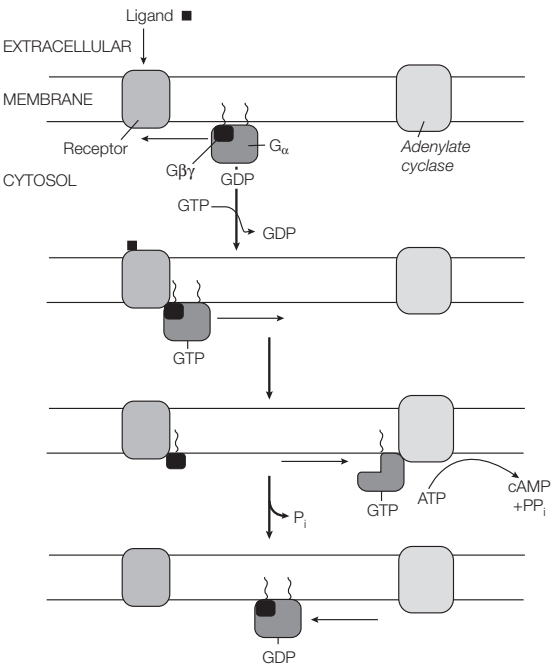 Ligand
EXTRACELLULAR
MEMBRANE
Receptor
Gβγ
Gα
GDP
Adenylate
cyclase
CYTOSOL
GTP
GDP
GTP
GTP
ATP
cAMP
+PPi
Pi
GDP